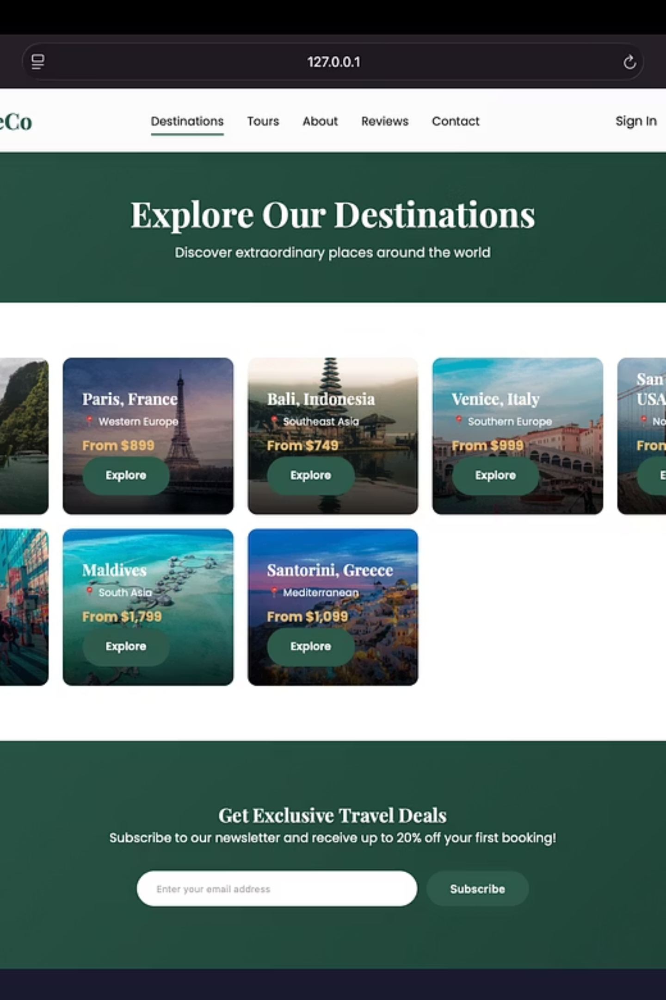 127.0.0.1
eCo
Destinations Tours About Reviews Contact Sign In
Explore Our Destinations
Discover extraordinary places around the world
Paris, France
Western Europe
From $899
Explore
Bali, Indonesia
Southeast Asia
From $749
Explore
Venice, Italy
Southern Europe
From $999
Explore
San
USA
Maldives
South Asia
From $1,799
Explore
Santorini, Greece
Mediterranean
From $1,099
Explore
Get Exclusive Travel Deals
Subscribe to our newsletter and receive up to 20% off your first booking!
Enter your email address
Subscribe